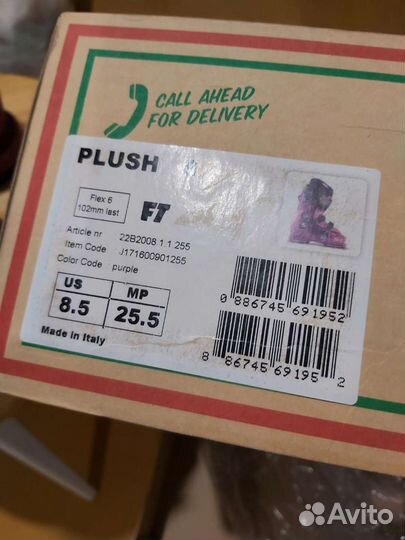 CALL AHEAD
FOR DELIVERY
PLUSH
Flex 6
102mm last
FT
Article nr 22B2008.1.1 255
Item Code J171600901255
Color Code purple
US MP
8.5 25.5
Made in Italy
0 886745 691952
8 86745 69195 2
Avito